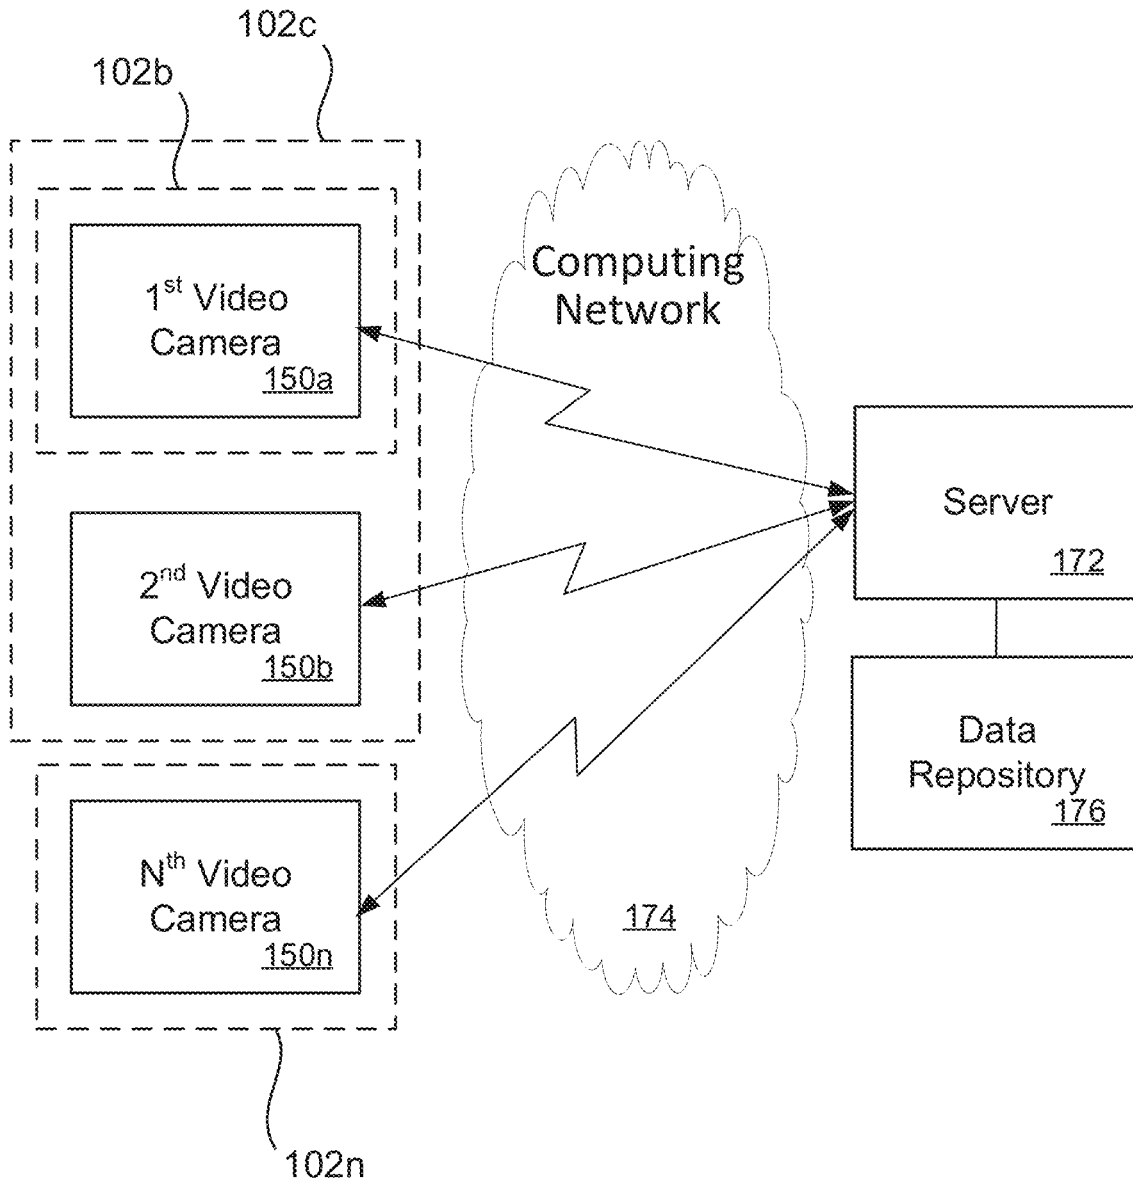 102c
102b
1st Video
Camera
150a
2nd Video
Camera
150b
Nth Video
Camera
150n
102n
Computing
Network
174
Server
172
Data
Repository
176